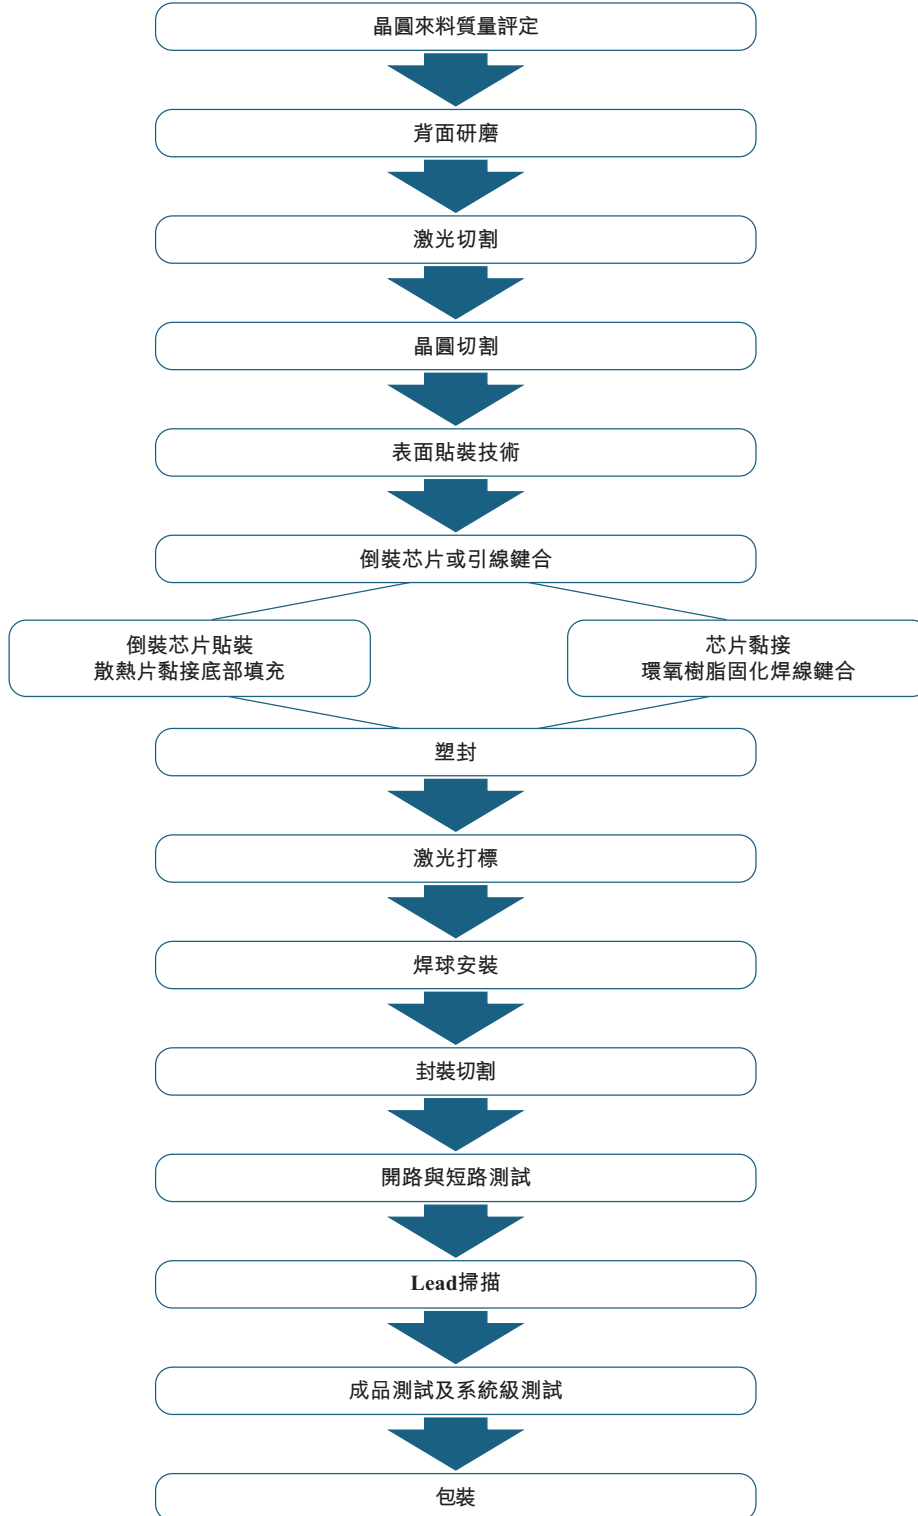 晶圓來料質量評定
背面研磨
激光切割
晶圓切割
表面貼裝技術
倒裝芯片或引線鍵合
倒裝芯片貼裝
散熱片黏接底部填充
芯片黏接
環氧樹脂固化焊線鍵合
塑封
激光打標
焊球安裝
封裝切割
開路與短路測試
Lead掃描
成品測試及系統級測試
包裝